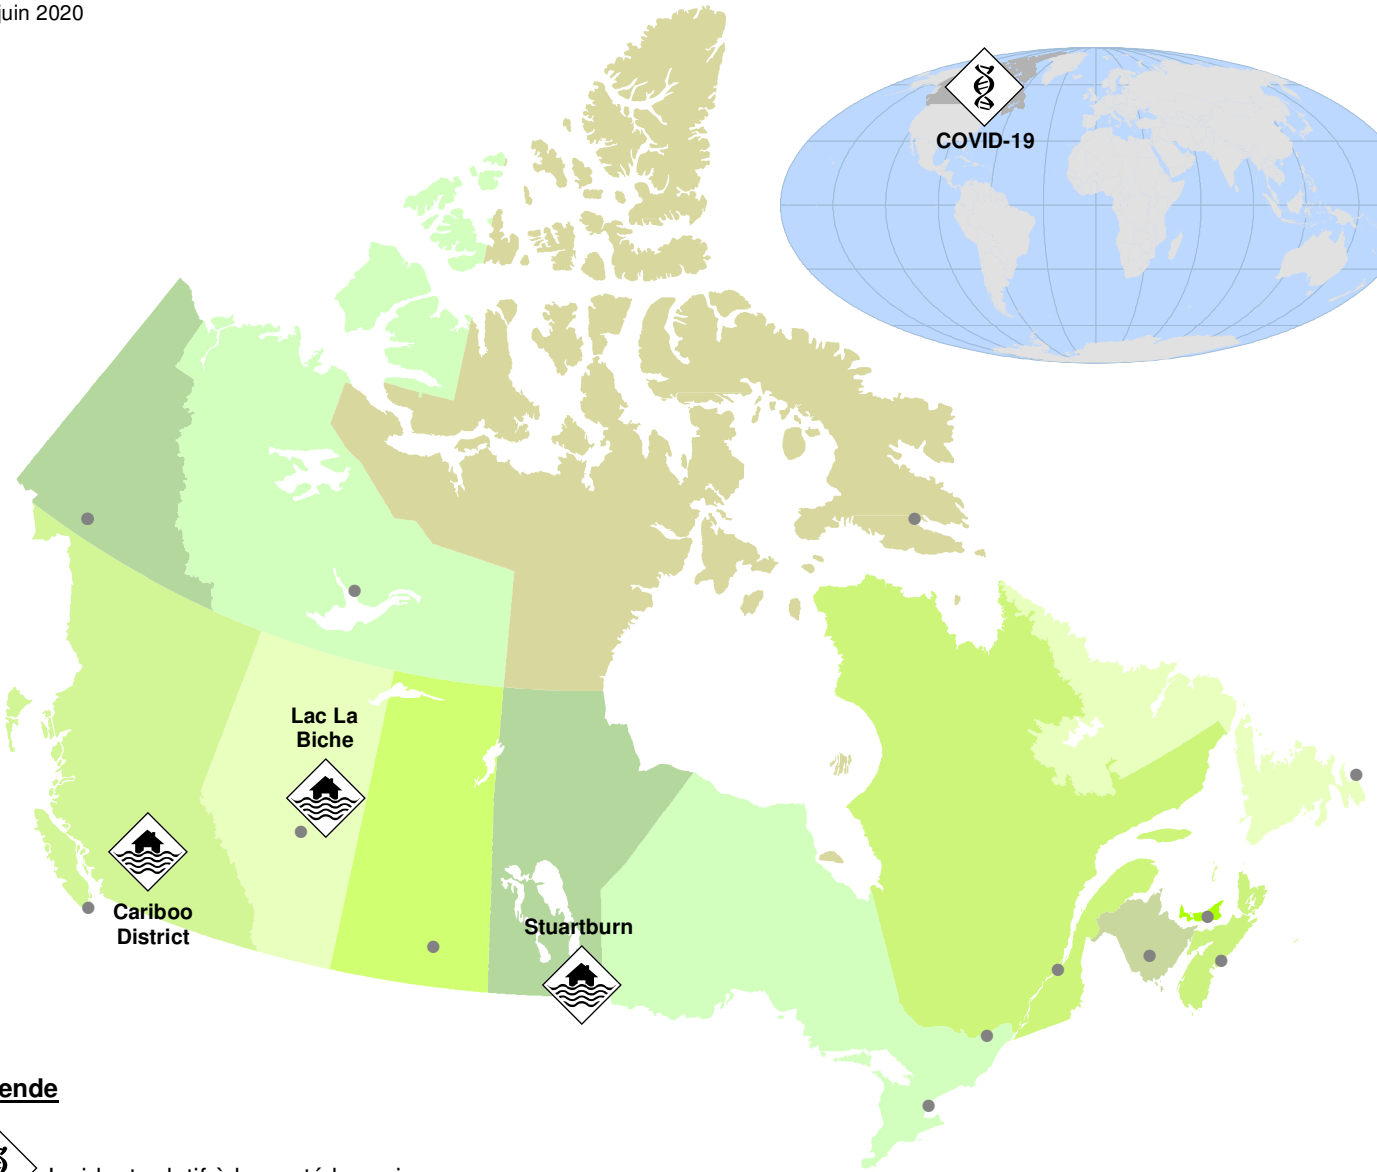 juin 2020
COVID-19
Lac La
Biche
Cariboo
District
Stuartburn
ende